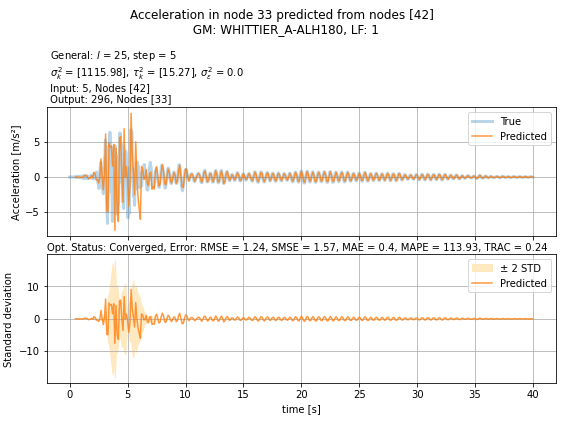 Acceleration in node 33 predicted from nodes [42]
GM: WHITTIER_A-ALH180, LF: 1
General: l = 25, step = 5
σ²ₖ = [1115.98], τ²ₖ = [15.27], σ²ε = 0.0
Input: 5, Nodes [42]
Output: 296, Nodes [33]
Acceleration [m/s²]
5
0
−5
True
Predicted
Opt. Status: Converged, Error: RMSE = 1.24, SMSE = 1.57, MAE = 0.4, MAPE = 113.93, TRAC = 0.24
Standard deviation
10
0
−10
± 2 STD
Predicted
0 5 10 15 20 25 30 35 40
time [s]